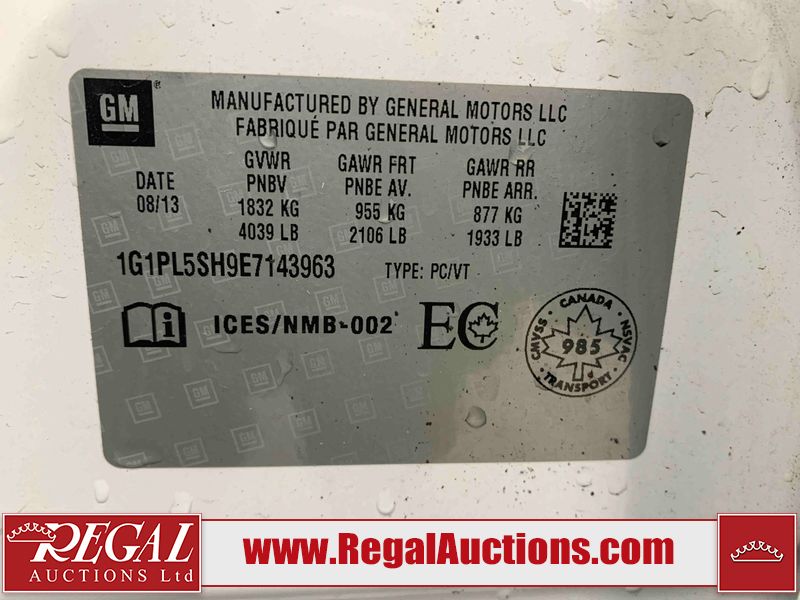 GM
MANUFACTURED BY GENERAL MOTORS LLC
FABRIQUÉ PAR GENERAL MOTORS LLC
DATE
08/13
GVWR
PNBV
1832 KG
4039 LB
GAWR FRT
PNBE AV.
955 KG
2106 LB
GAWR RR
PNBE ARR.
877 KG
1933 LB
1G1PL5SH9E7143963 TYPE: PC/VT
i ICES/NMB-002 EC
CANADA
CMVSS 985 NSVAC
TRANSPORT
REGAL
AUCTIONS Ltd
www.RegalAuctions.com